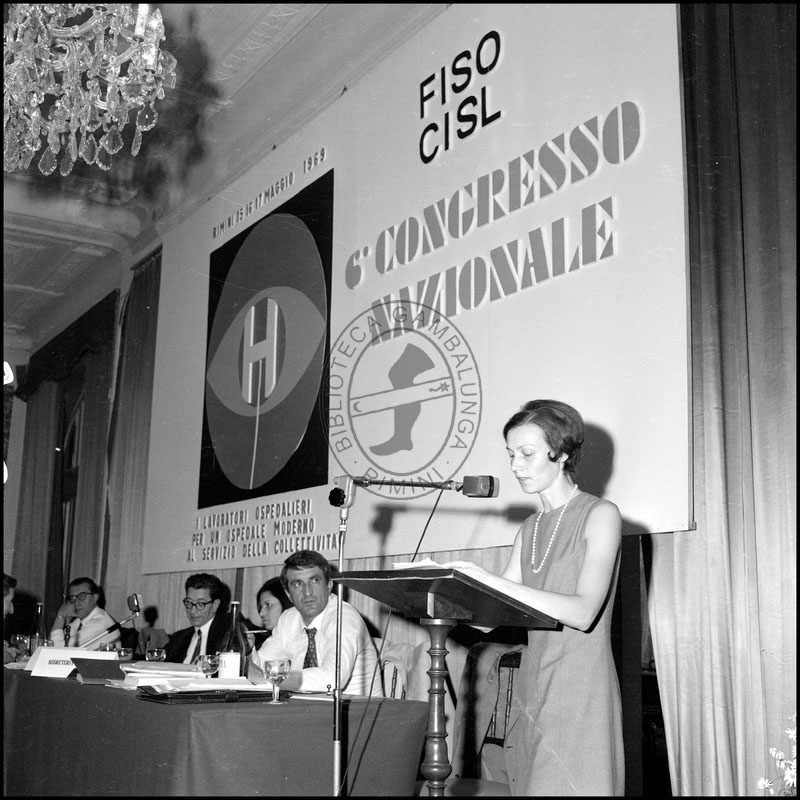 FISO
CISL
6° CONGRESSO
NAZIONALE
RIMINI 15 16 17 MAGGIO 1969
H
I LAVORATORI OSPEDALIERI
PER UN OSPEDALE MODERNO
AL SERVIZIO DELLA COLLETTIVITA'
BIBLIOTECA GAMBALUNGA
RIMINI